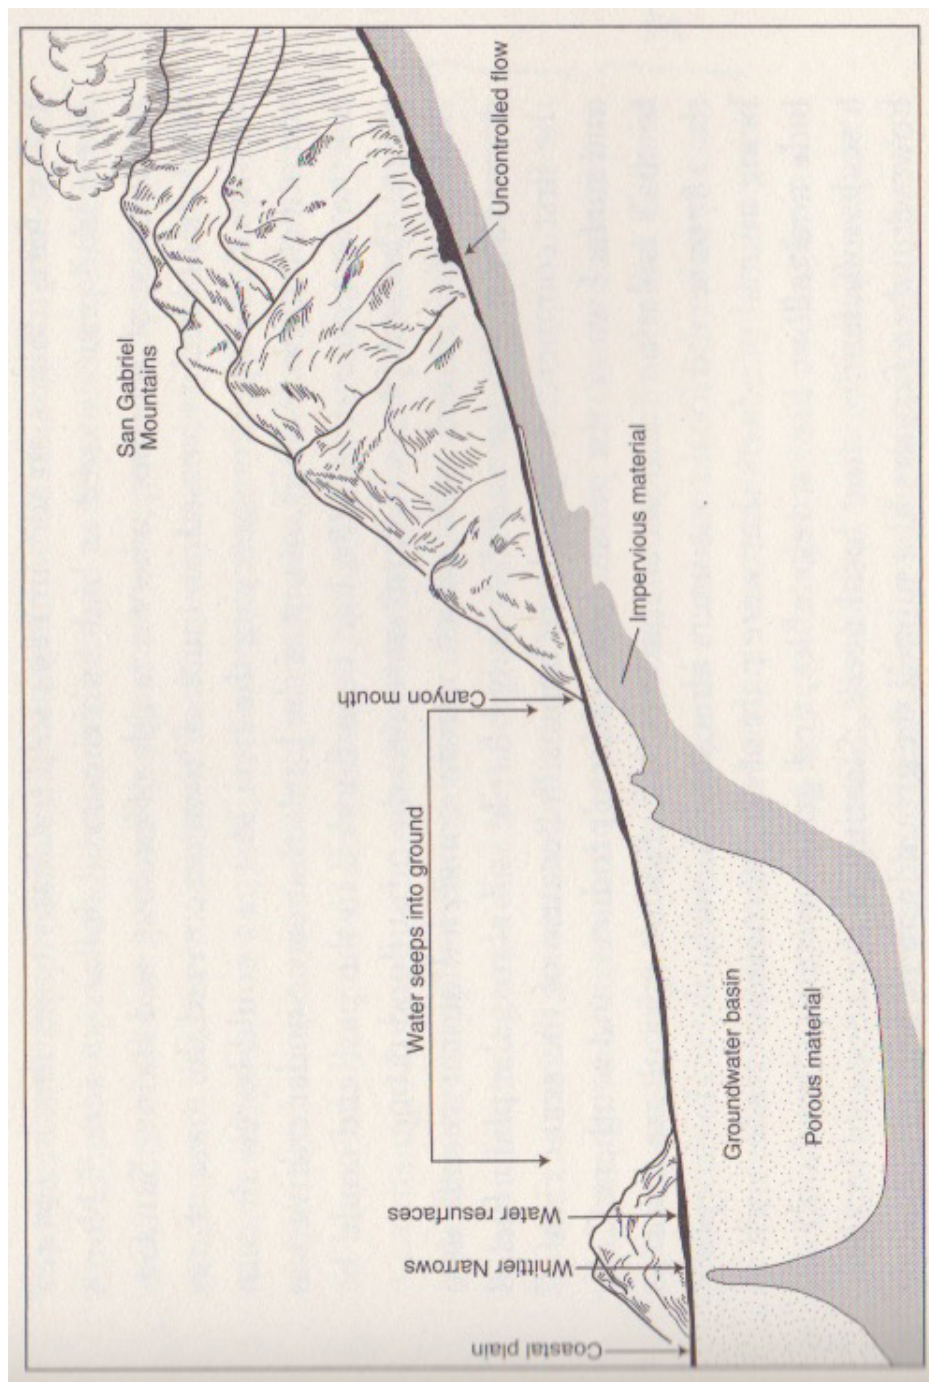 San Gabriel
Mountains
Uncontrolled flow
Impervious material
Canyon mouth
Water seeps into ground
Groundwater basin
Porous material
Water resurfaces
Whittier Narrows
Coastal plain